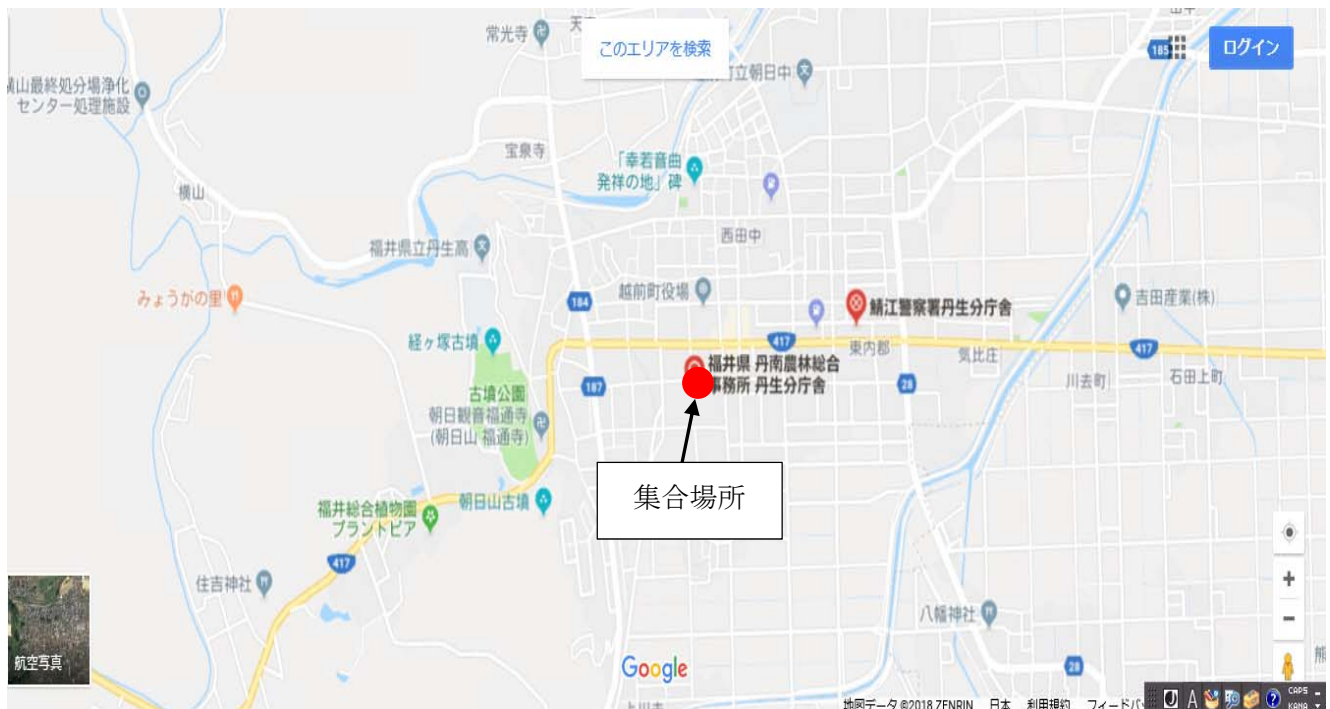 常光寺
このエリアを検索
185
ログイン
立朝日中
横山最終処分場浄化
センター処理施設
宝泉寺
「幸若音曲
発祥の地」碑
横山
西田中
福井県立丹生高
みょうがの里
越前町役場
184
鯖江警察署丹生分庁舎
吉田産業(株)
経ヶ塚古墳
417
東内郡
気比庄
417
福井県 丹南農林総合
事務所 丹生分庁舎
187
28
川去町
石田上町
古墳公園
朝日観音福通寺
(朝日山 福通寺)
集合場所
朝日山古墳
福井総合植物園
プラントピア
417
住吉神社
八幡神社
航空写真
Google
28
熊
地図データ ©2018 ZENRIN 日本 利用規約 フィードバ
A
CAPS
KANA